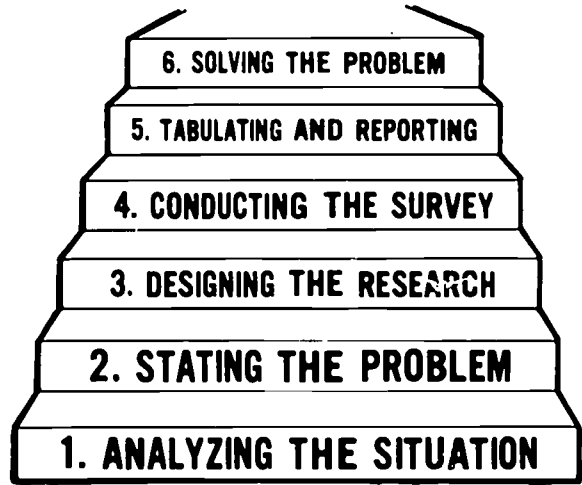 6. SOLVING THE PROBLEM
5. TABULATING AND REPORTING
4. CONDUCTING THE SURVEY
3. DESIGNING THE RESEARCH
2. STATING THE PROBLEM
1. ANALYZING THE SITUATION